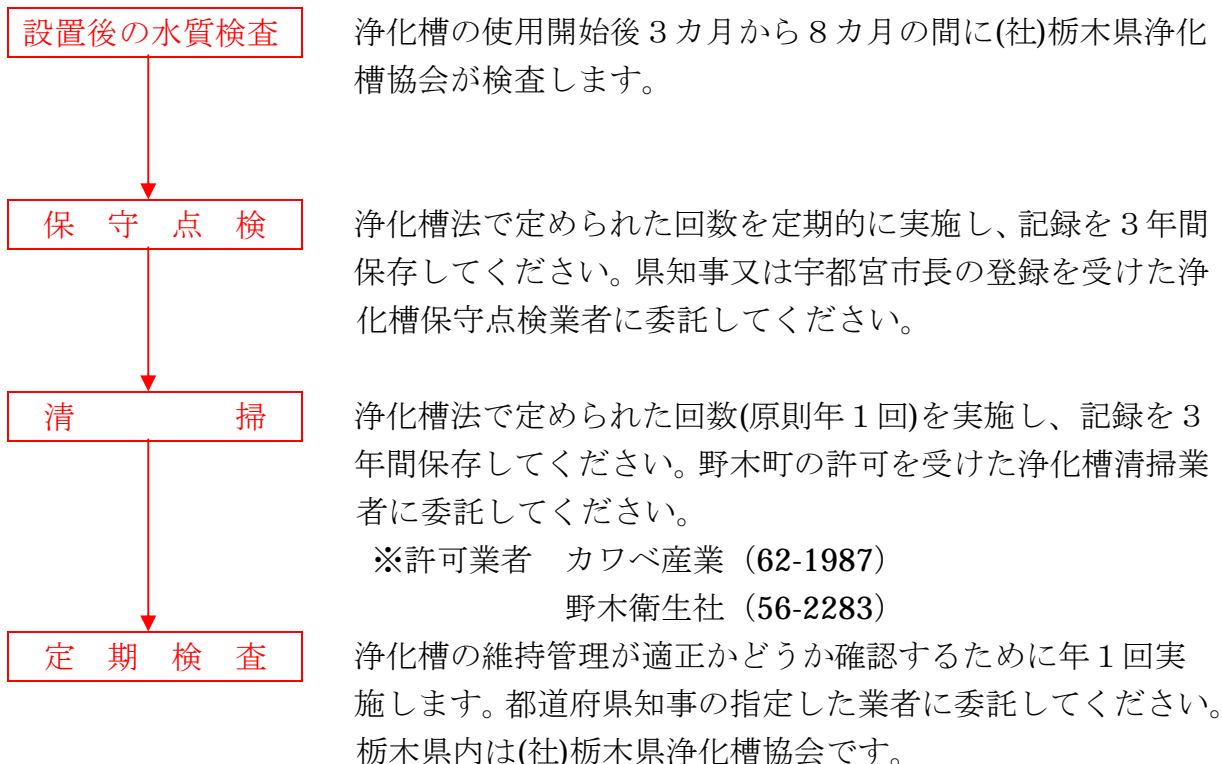 設置後の水質検査
浄化槽の使用開始後３カ月から８カ月の間に(社)栃木県浄化
槽協会が検査します。
保　守　点　検
浄化槽法で定められた回数を定期的に実施し、記録を３年間
保存してください。県知事又は宇都宮市長の登録を受けた浄
化槽保守点検業者に委託してください。
清　　　　　掃
浄化槽法で定められた回数(原則年１回)を実施し、記録を３
年間保存してください。野木町の許可を受けた浄化槽清掃業
者に委託してください。
※許可業者　カワベ産業（62-1987）
野木衛生社（56-2283）
定　期　検　査
浄化槽の維持管理が適正かどうか確認するために年１回実
施します。都道府県知事の指定した業者に委託してください。
栃木県内は(社)栃木県浄化槽協会です。